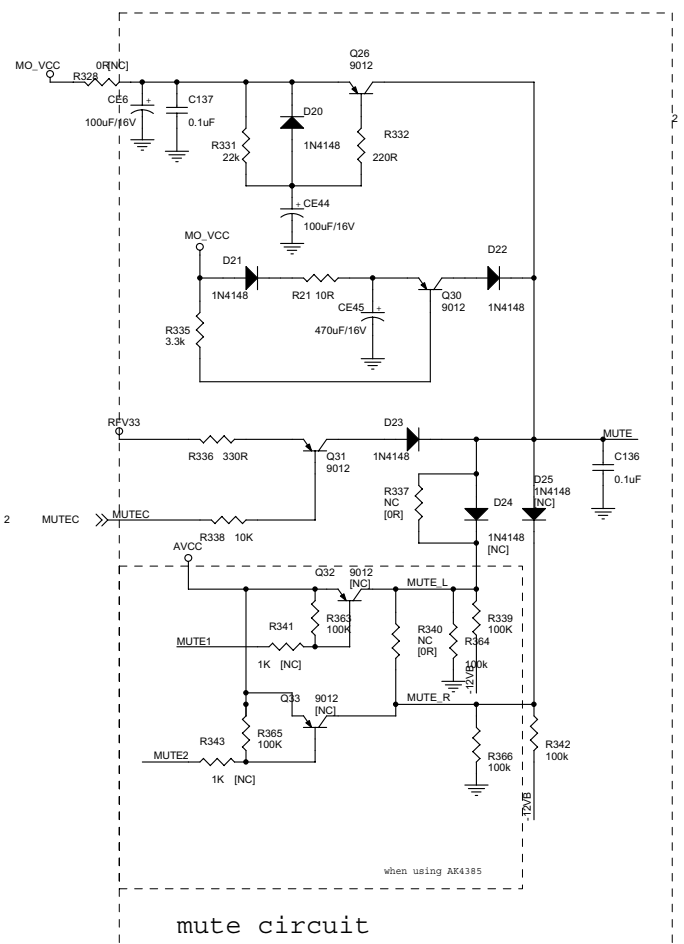 Q26
9012
MO_VCC
0R[NC]
R328
CE6
+
100uF/16V
C137
0.1uF
D20
1N4148
R331
22k
R332
220R
2
+
CE44
100uF/16V
MO_VCC
D21
1N4148
R21 10R
D22
1N4148
CE45
+
470uF/16V
Q30
9012
R335
3.3k
RFV33
R336 330R
D23
1N4148
Q31
9012
MUTE
C136
0.1uF
R337
NC
[0R]
D24
1N4148
[NC]
D25
1N4148
[NC]
2
MUTEC
MUTEC
R338 10K
AVCC
Q32
9012
[NC]
MUTE_L
R363
100K
R341
1K [NC]
MUTE1
R340
NC
[0R]
R364
100k
R339
100K
-12VB
Q33
9012
[NC]
MUTE_R
R365
100K
R343
1K [NC]
MUTE2
R366
100k
R342
100k
-12VB
when using AK4385
mute circuit